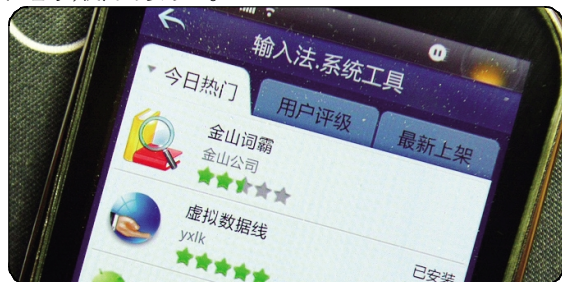 输入法.系统工具
今日热门
用户评级
最新上架
金山词霸
金山公司
虚拟数据线
yxlk
已安装